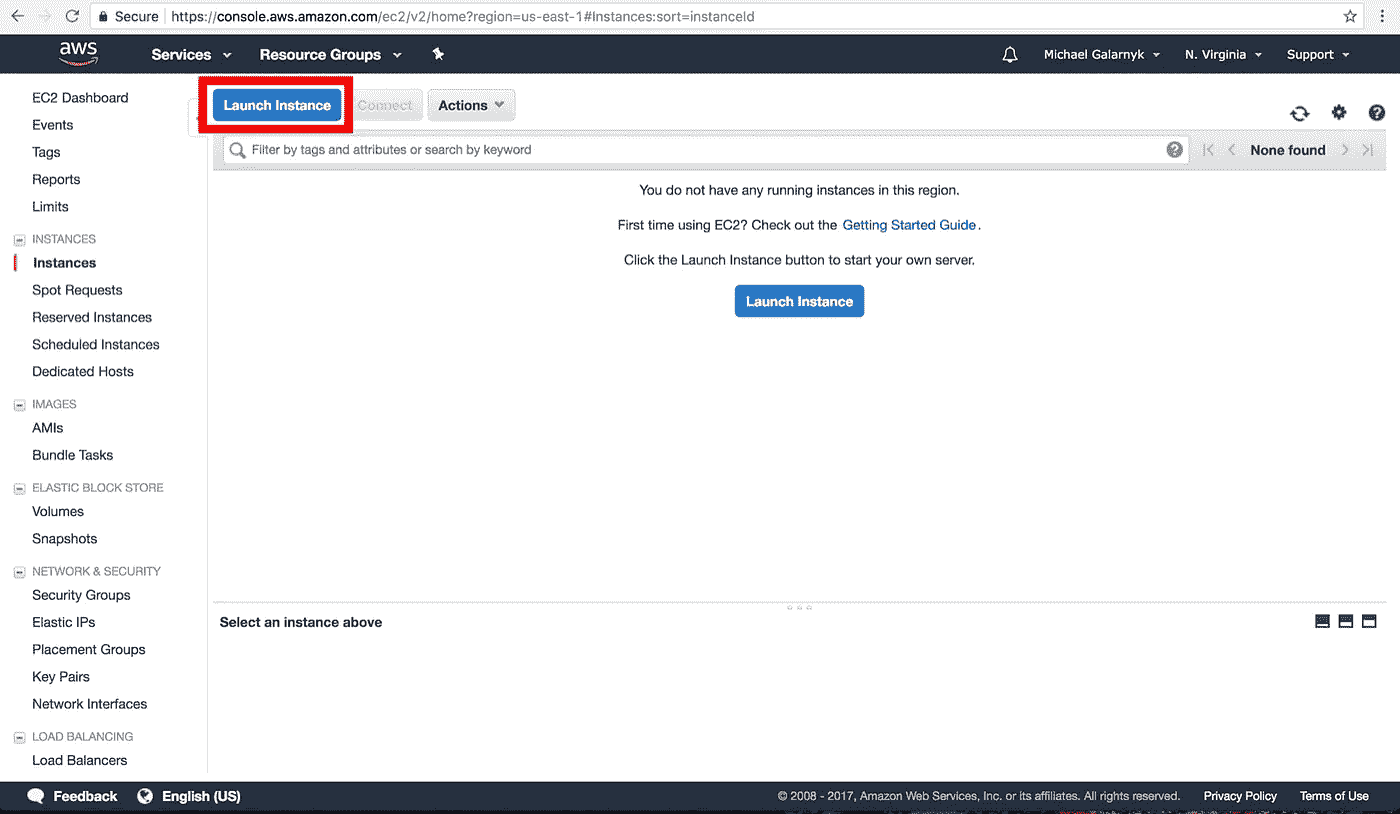 Secure https://console.aws.amazon.com/ec2/v2/home?region=us-east-1#Instances:sort=instanceId
aws Services Resource Groups Michael Galarnyk N. Virginia Support
Launch Instance Connect Actions
Filter by tags and attributes or search by keyword None found
You do not have any running instances in this region.
First time using EC2? Check out the Getting Started Guide.
Click the Launch Instance button to start your own server.
Launch Instance
Select an instance above
EC2 Dashboard
Events
Tags
Reports
Limits
INSTANCES
Instances
Spot Requests
Reserved Instances
Scheduled Instances
Dedicated Hosts
IMAGES
AMIs
Bundle Tasks
ELASTIC BLOCK STORE
Volumes
Snapshots
NETWORK & SECURITY
Security Groups
Elastic IPs
Placement Groups
Key Pairs
Network Interfaces
LOAD BALANCING
Load Balancers
Feedback English (US) © 2008 - 2017, Amazon Web Services, Inc. or its affiliates. All rights reserved. Privacy Policy Terms of Use